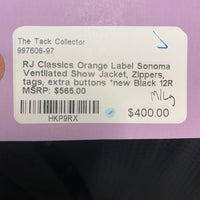 The Tack Collector
997606-97
RJ Classics Orange Label Sonoma
Ventilated Show Jacket, Zippers,
tags, extra buttons *new Black 12R
MSRP: $565.00
M/Lg
HKP9RX
$400.00